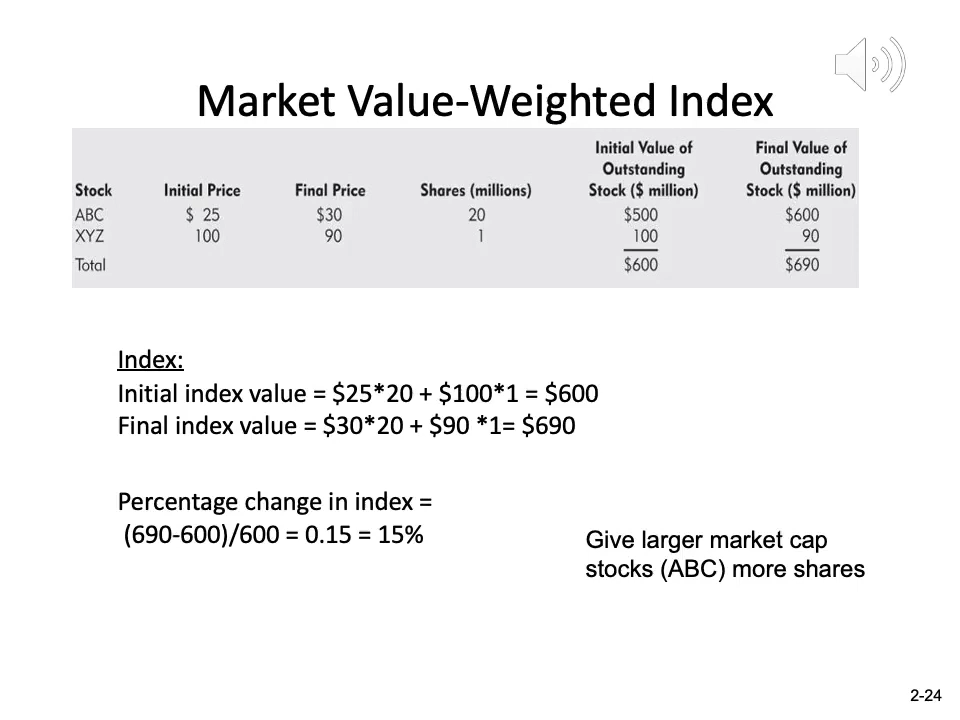 Market Value-Weighted Index
Initial Value of Final Value of
Outstanding Outstanding
Stock Initial Price Final Price Shares (millions) Stock ($ million) Stock ($ million)
ABC $ 25 $30 20 $500 $600
XYZ 100 90 1 100 90
Total $600 $690
Index:
Initial index value = $25*20 + $100*1 = $600
Final index value = $30*20 + $90 *1= $690
Percentage change in index =
(690-600)/600 = 0.15 = 15%
Give larger market cap
stocks (ABC) more shares
2-24